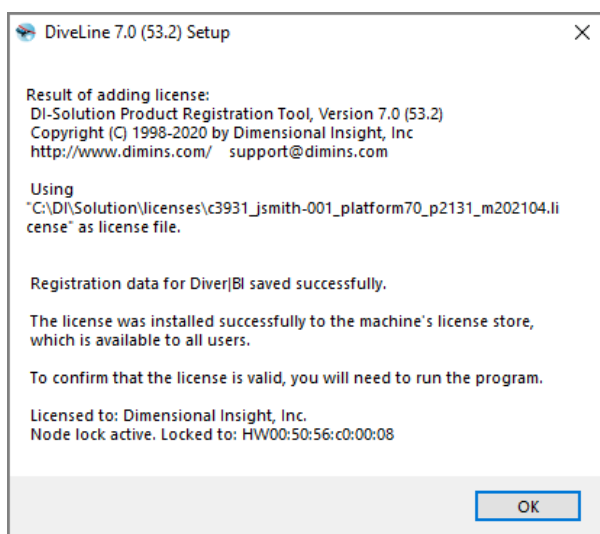 DiveLine 7.0 (53.2) Setup
Result of adding license:
DI-Solution Product Registration Tool, Version 7.0 (53.2)
Copyright (C) 1998-2020 by Dimensional Insight, Inc
http://www.dimins.com/    support@dimins.com
Using
"C:\DI\Solution\licenses\c3931_jsmith-001_platform70_p2131_m202104.li
cense" as license file.
Registration data for Diver|BI saved successfully.
The license was installed successfully to the machine's license store,
which is available to all users.
To confirm that the license is valid, you will need to run the program.
Licensed to: Dimensional Insight, Inc.
Node lock active. Locked to: HW00:50:56:c0:00:08
OK